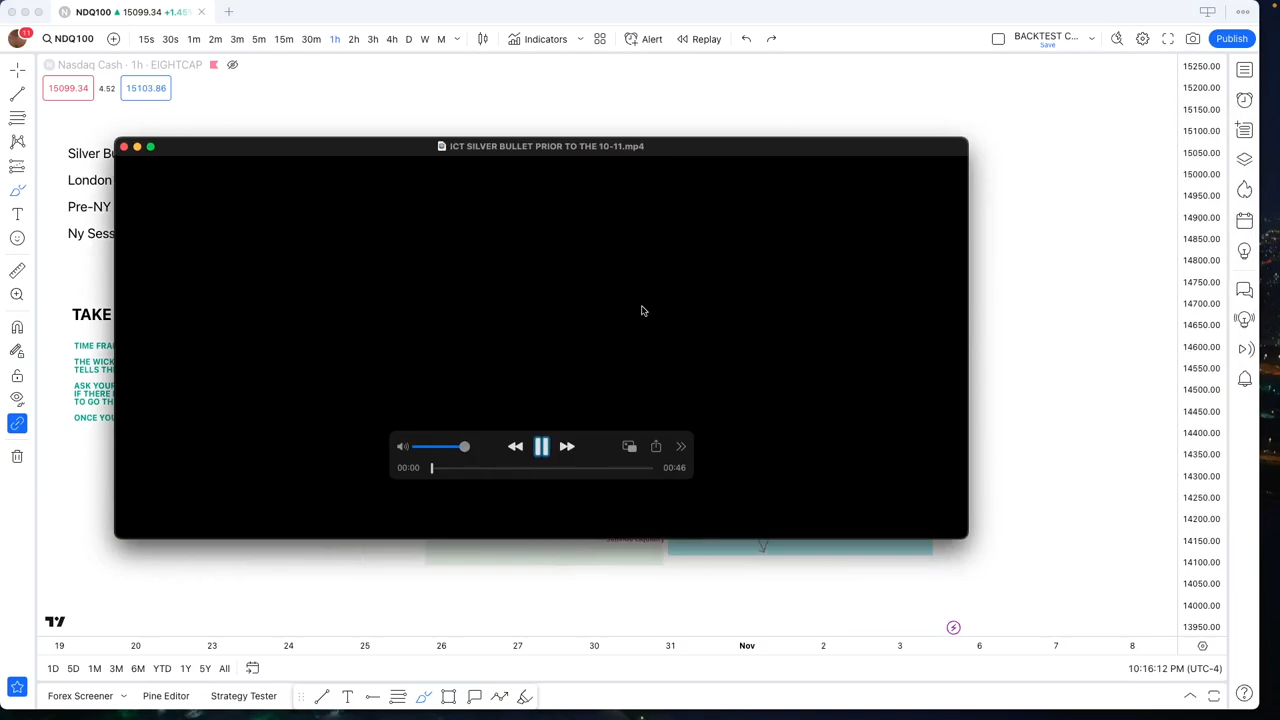 NDQ100 ▲ 15099.34 +1.45%
11
NDQ100
15s 30s 1m 2m 3m 5m 15m 30m 1h 2h 3h 4h D W M
Indicators
Alert
Replay
BACKTEST C...
Save
Publish
Nasdaq Cash · 1h · EIGHTCAP
15099.34 4.52 15103.86
ICT SILVER BULLET PRIOR TO THE 10-11.mp4
Silver Bu
London
Pre-NY
Ny Sess
TAKE
TIME FRA
THE WICK
TELLS TH
ASK YOUR
IF THERE
TO GO TH
ONCE YOU
00:00
00:46
15250.00
15200.00
15150.00
15100.00
15050.00
15000.00
14950.00
14900.00
14850.00
14800.00
14750.00
14700.00
14650.00
14600.00
14550.00
14500.00
14450.00
14400.00
14350.00
14300.00
14250.00
14200.00
14150.00
14100.00
14050.00
14000.00
13950.00
19 20 23 24 25 26 27 30 31 Nov 2 3 6 7 8
1D 5D 1M 3M 6M YTD 1Y 5Y All
10:16:12 PM (UTC-4)
Forex Screener
Pine Editor
Strategy Tester